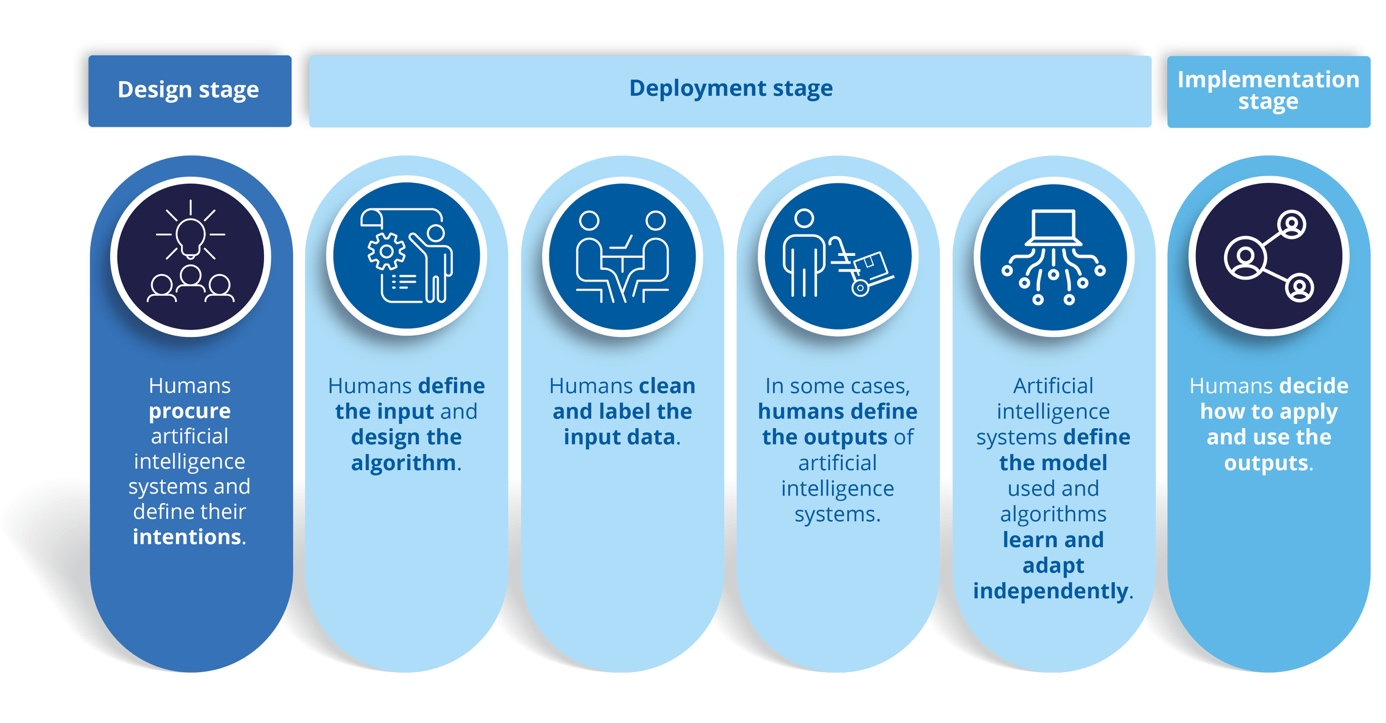 Design stage
Deployment stage
Implementation
stage
Humans
procure
artificial
intelligence
systems and
define their
intentions.
Humans define
the input and
design the
algorithm.
Humans clean
and label the
input data.
In some cases,
humans define
the outputs of
artificial
intelligence
systems.
Artificial
intelligence
systems define
the model
used and
algorithms
learn and
adapt
independently.
Humans decide
how to apply
and use the
outputs.